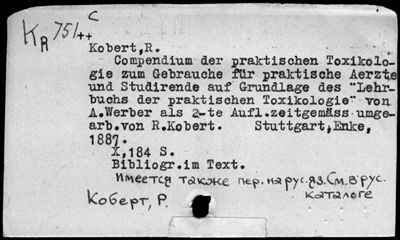 КR 751++ C
Kobert,R.
Compendium der praktischen Toxikolo-
gie zum Gebrauche für praktische Aerzte
und Studirende auf Grundlage des "Lehr-
buchs der praktischen Toxikologie" von
A.Werber als 2-te Aufl.zeitgemäss umge-
arb.von R.Kobert. Stuttgart,Enke,
1887.
X,184 S.
Bibliogr.im Text.
Имеется также пер. на рус. яз. См. в рус.
каталоге
Коберт, Р.